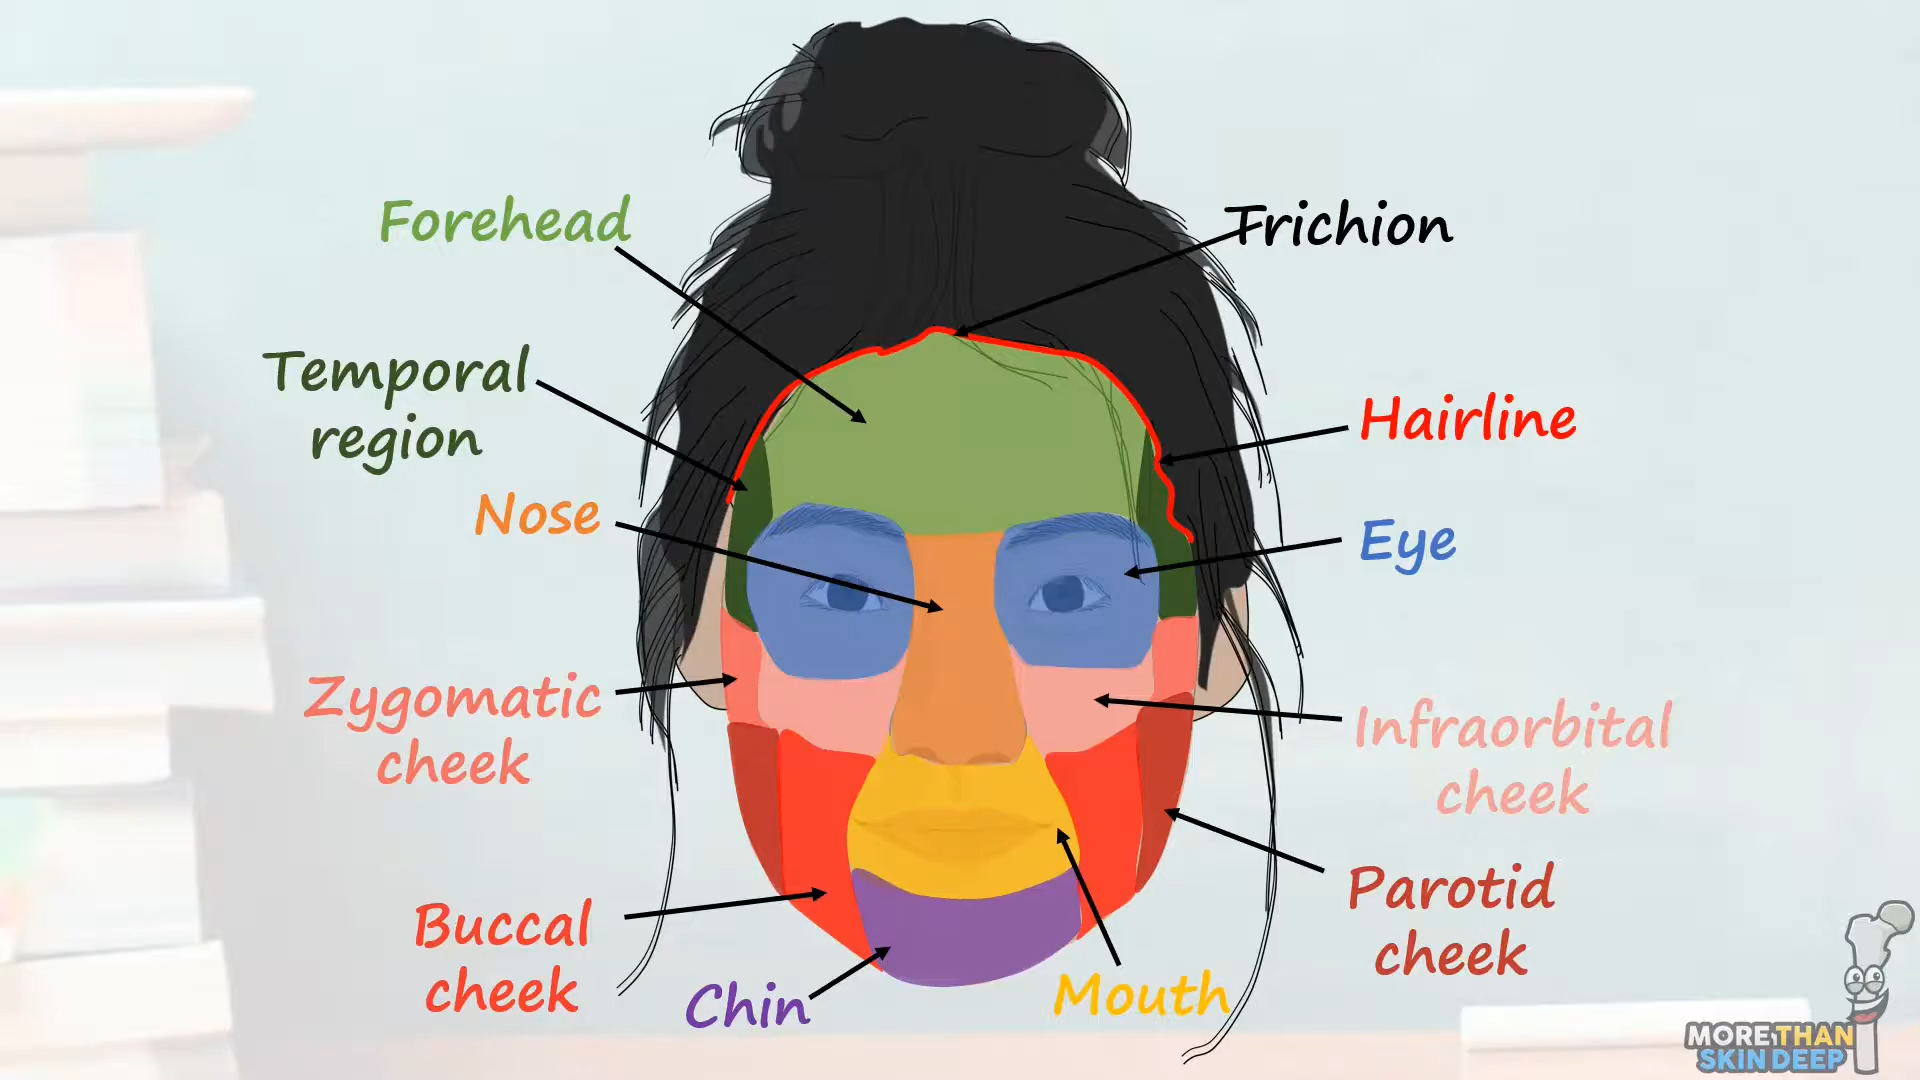 Forehead
Trichion
Temporal
region
Hairline
Nose
Eye
Zygomatic
cheek
Infraorbital
cheek
Parotid
cheek
Buccal
cheek
Chin
Mouth
MORE THAN
SKIN DEEP